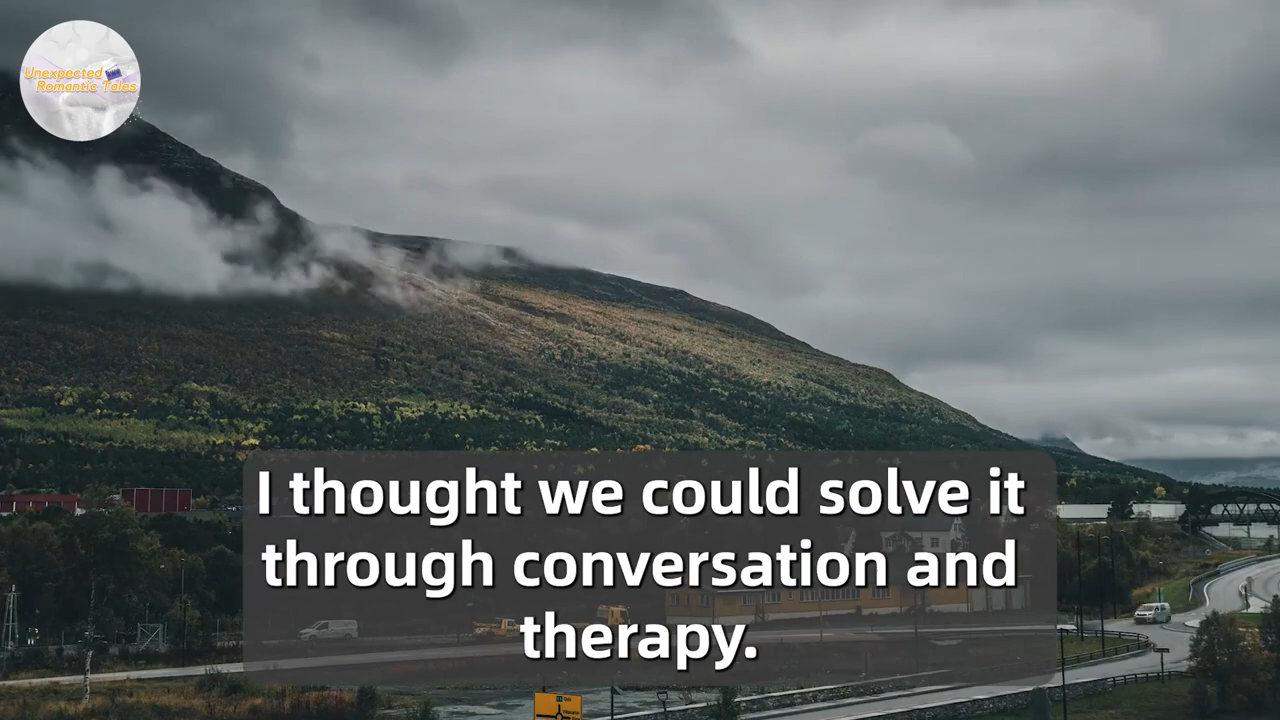 Unexpected
Romantic Tales
I thought we could solve it
through conversation and
therapy.